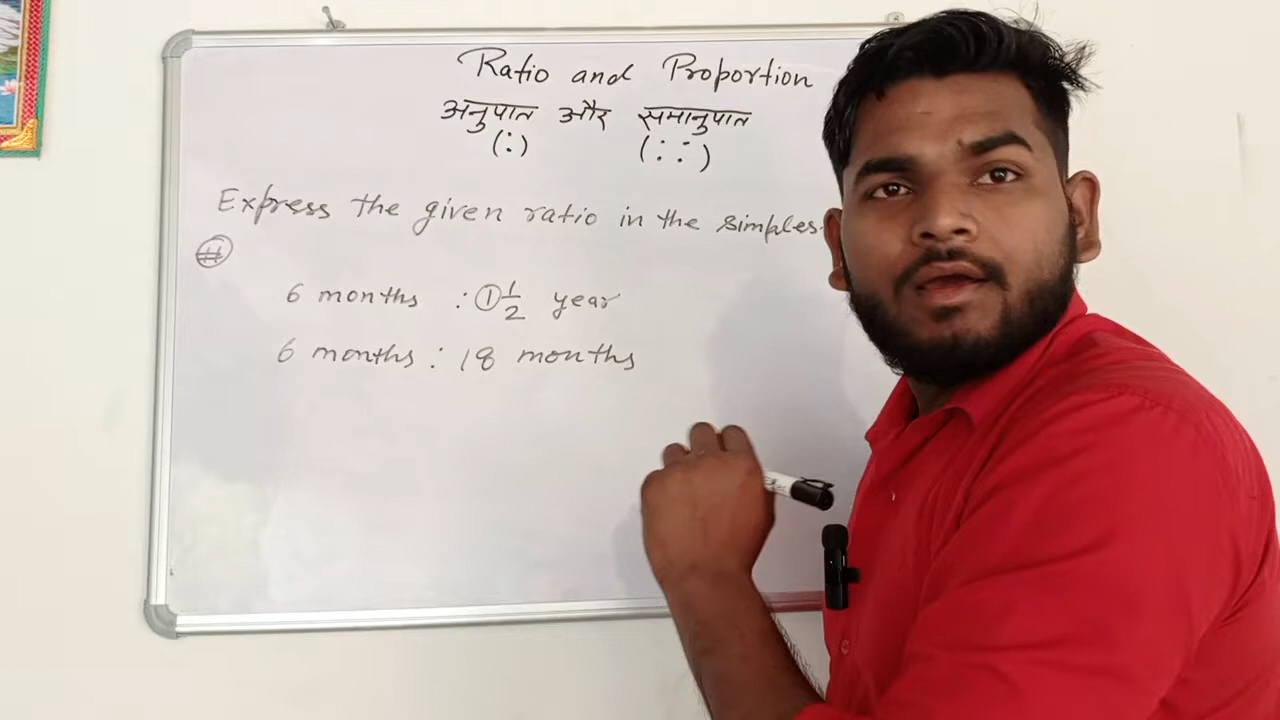 Ratio and Proportion
अनुपात और समानुपात
(:) (::)
Express the given ratio in the simples
#
6 months : 1 1/2 year
6 months : 18 months